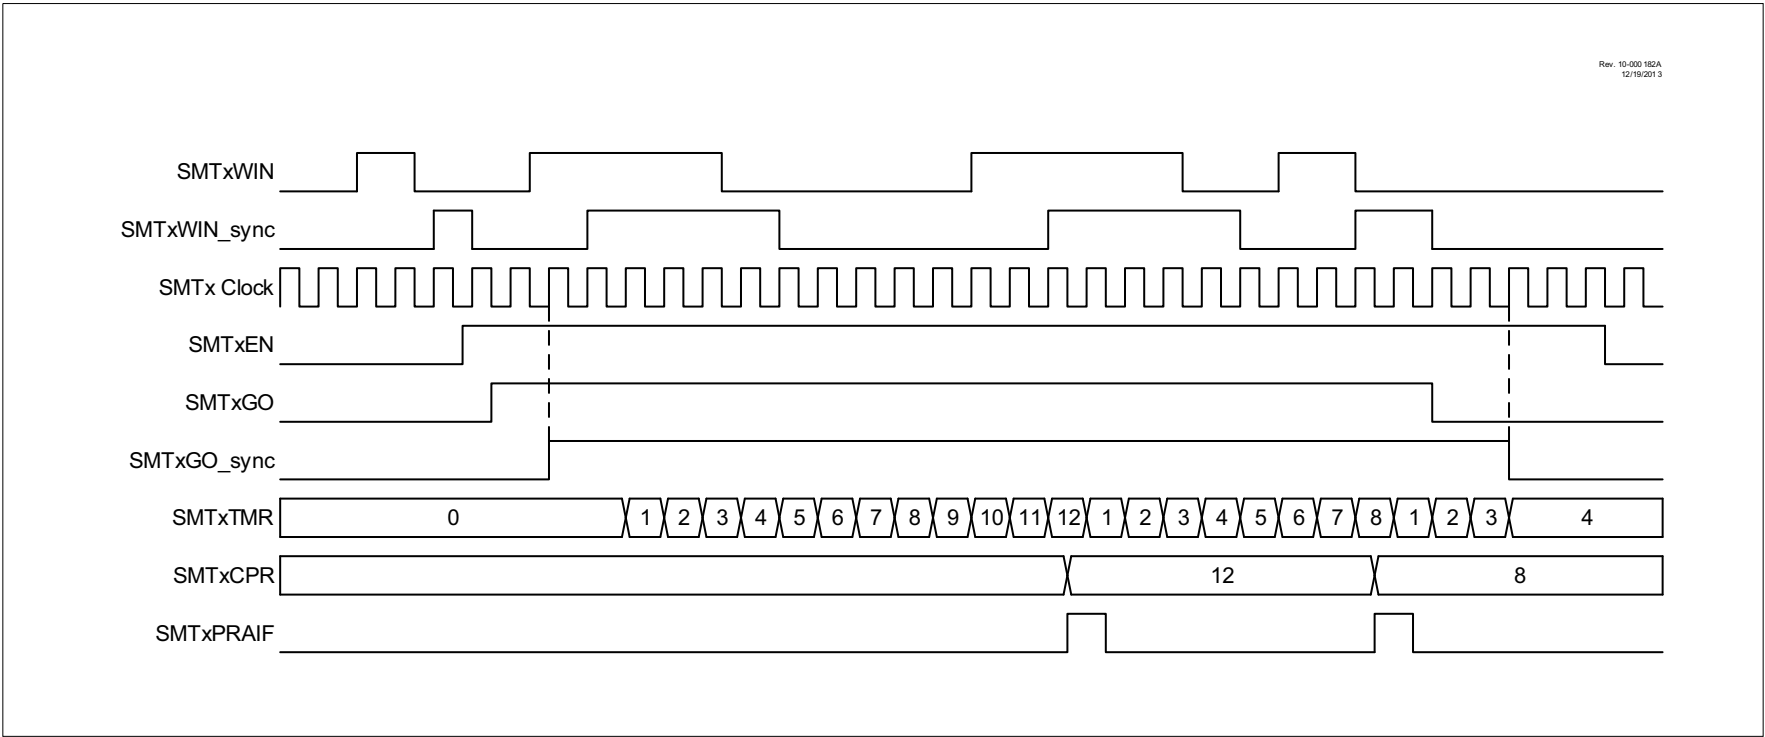 Rev. 10-000 182A
12/19/201 3
SMTxWIN
SMTxWIN_sync
SMTx Clock
SMTxEN
SMTxGO
SMTxGO_sync
SMTxTMR 0 1 2 3 4 5 6 7 8 9 10 11 12 1 2 3 4 5 6 7 8 1 2 3 4
SMTxCPR 12 8
SMTxPRAIF